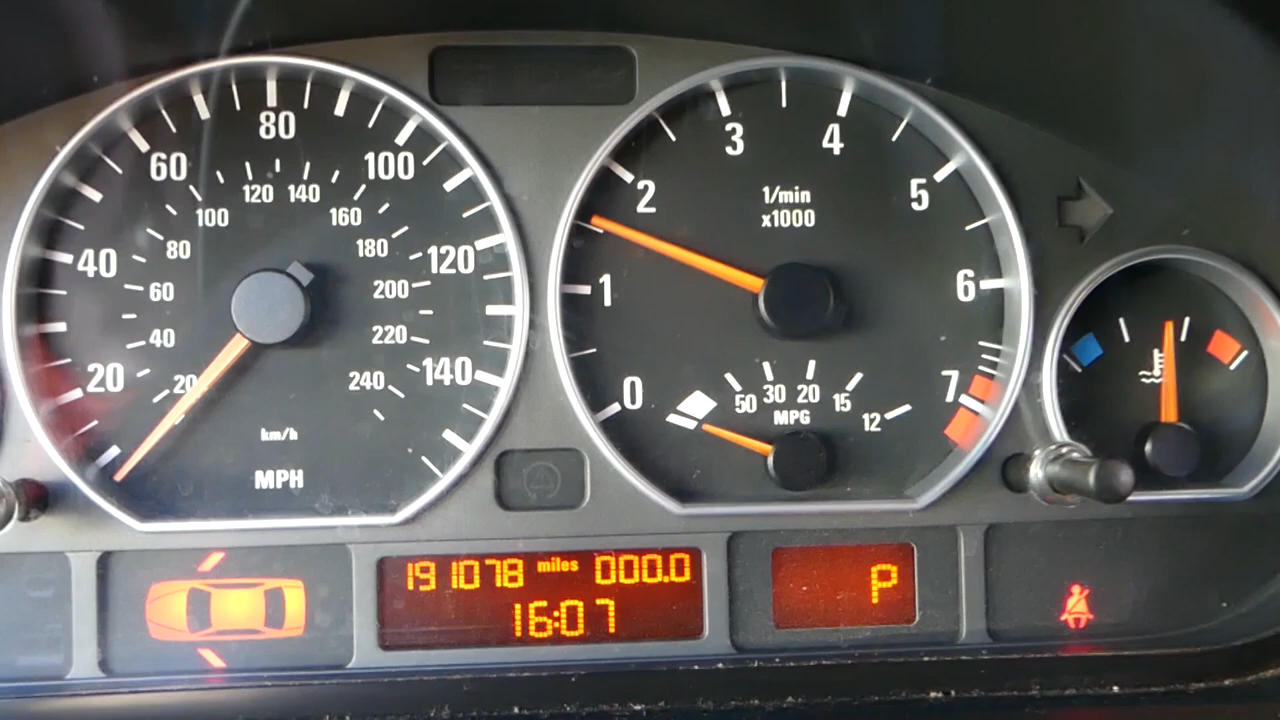 20 40 60 80 100 120 140
20 40 60 80 100 120 140 160 180 200 220 240
km/h
MPH
0 1 2 3 4 5 6 7
1/min
x1000
50 30 20 15 12
MPG
191078 miles 000.0
16:07
P